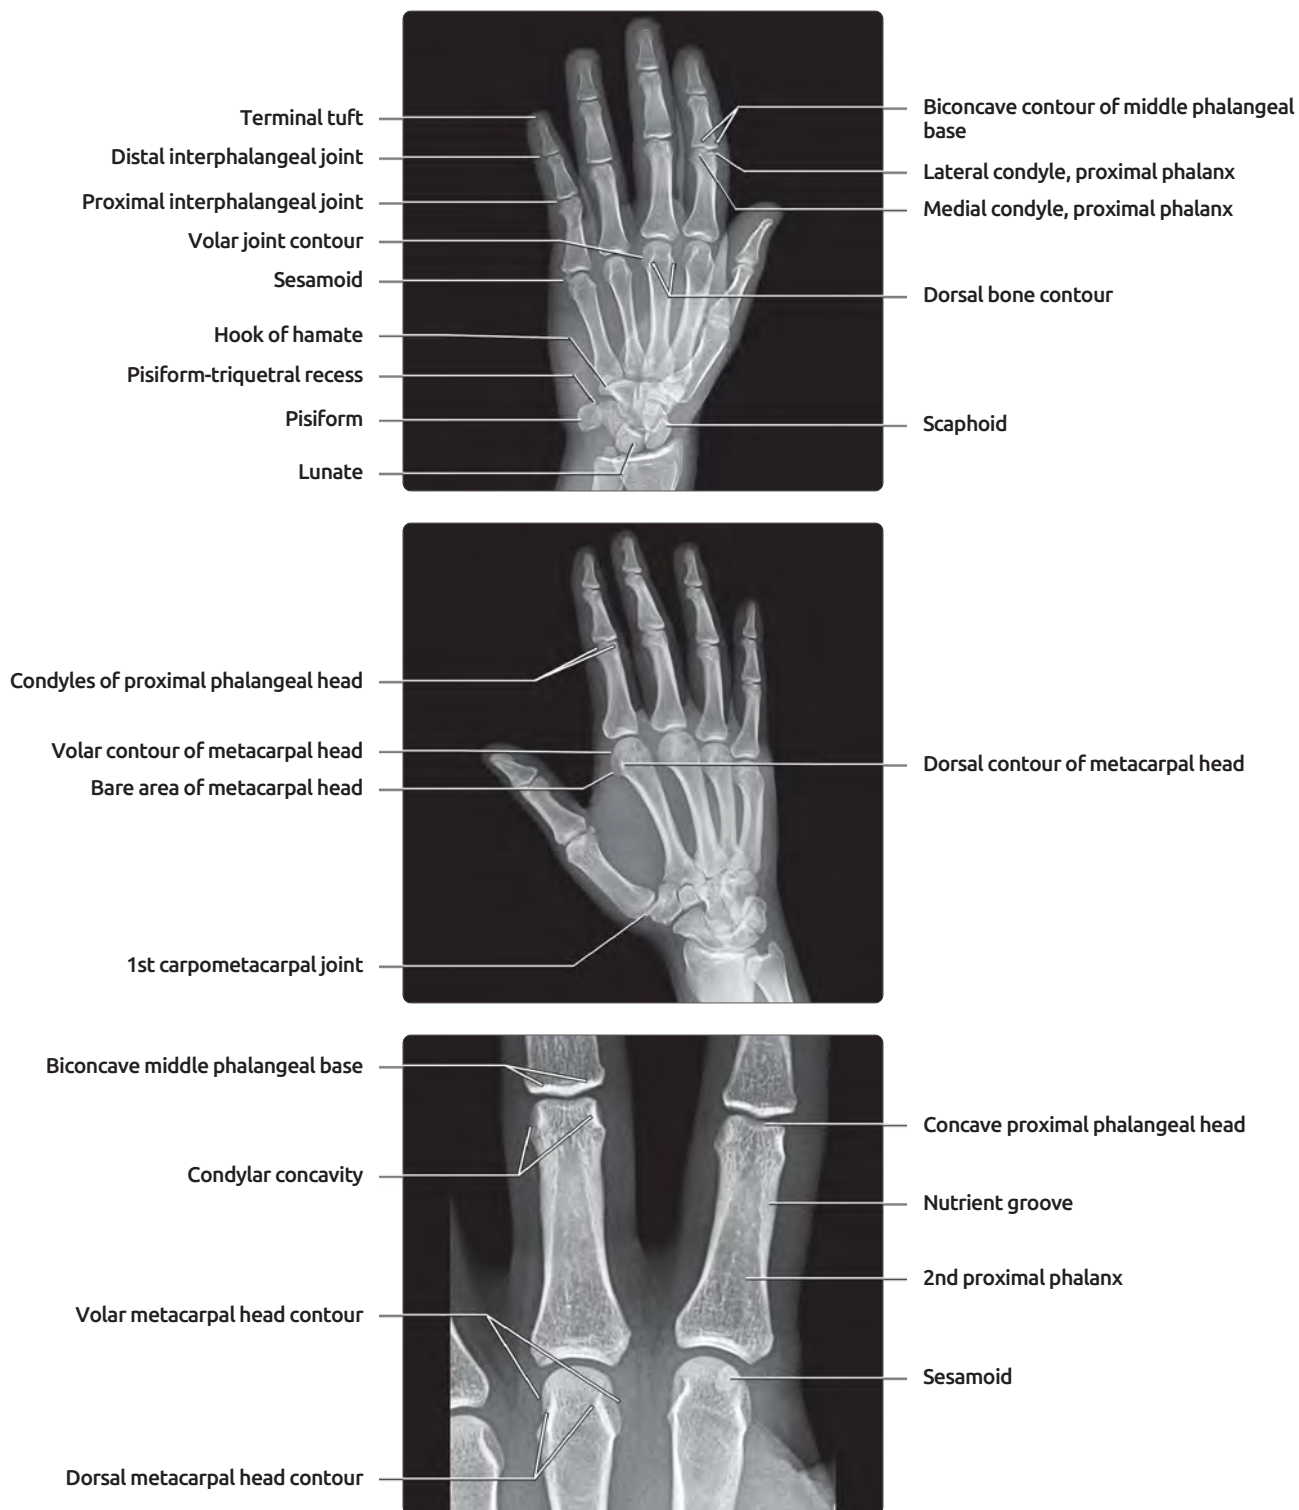 Terminal tuft
Distal interphalangeal joint
Proximal interphalangeal joint
Volar joint contour
Sesamoid
Hook of hamate
Pisiform-triquetral recess
Pisiform
Lunate
Biconcave contour of middle phalangeal
base
Lateral condyle, proximal phalanx
Medial condyle, proximal phalanx
Dorsal bone contour
Scaphoid
Condyles of proximal phalangeal head
Volar contour of metacarpal head
Bare area of metacarpal head
1st carpometacarpal joint
Dorsal contour of metacarpal head
Biconcave middle phalangeal base
Condylar concavity
Volar metacarpal head contour
Dorsal metacarpal head contour
Concave proximal phalangeal head
Nutrient groove
2nd proximal phalanx
Sesamoid